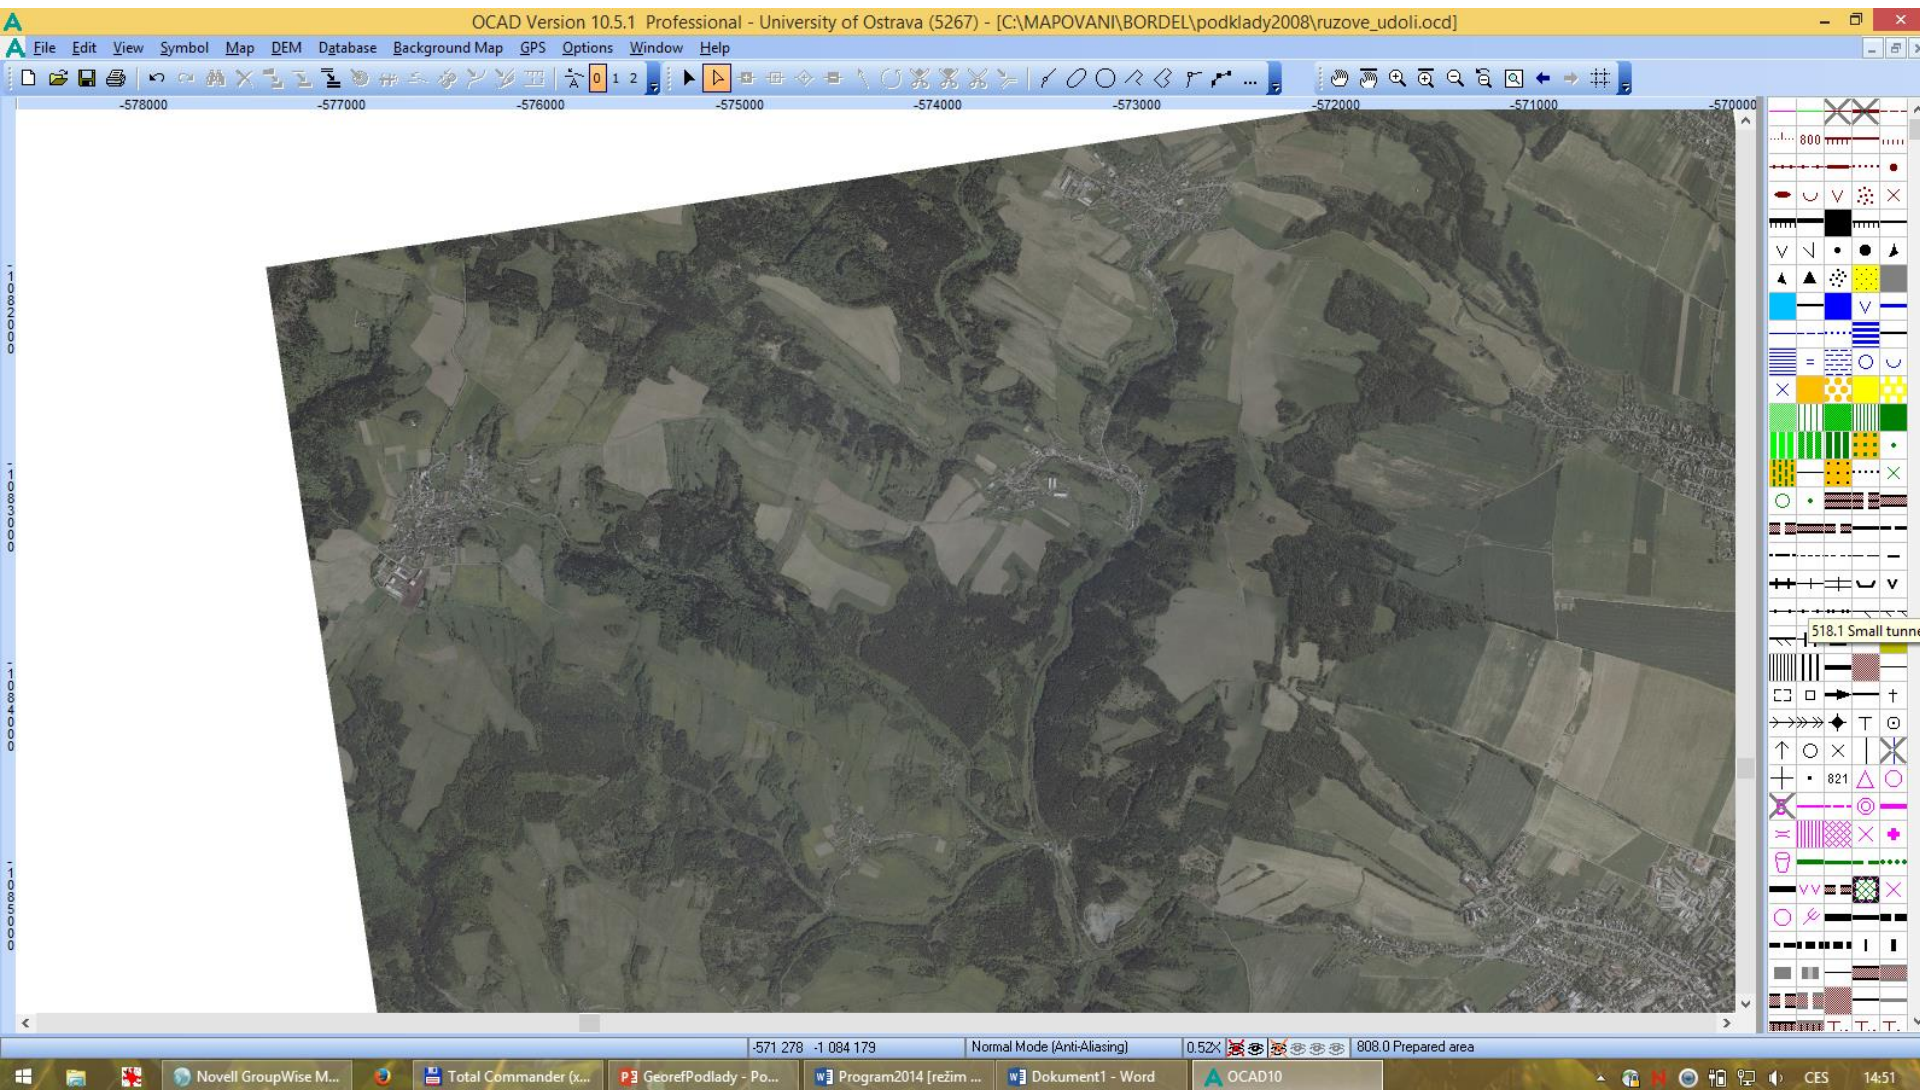 OCAD Version 10.5.1 Professional - University of Ostrava (5267) - [C:\MAPOVANI\BORDEL\podklady2008\ruzove_udoli.ocd]
File Edit View Symbol Map DEM Database Background Map GPS Options Window Help
0 1 2
-578000 -577000 -576000 -575000 -574000 -573000 -572000 -571000 -570000
800
-1082000
-1083000
518.1 Small tunne
-1084000
821
-1085000
-571 278 -1 084 179 Normal Mode (Anti-Aliasing) 0.52X 808.0 Prepared area
Novell GroupWise M... Total Commander (x... GeorefPodlady - Po... Program2014 [režim ... Dokument1 - Word OCAD10 CES 14:51